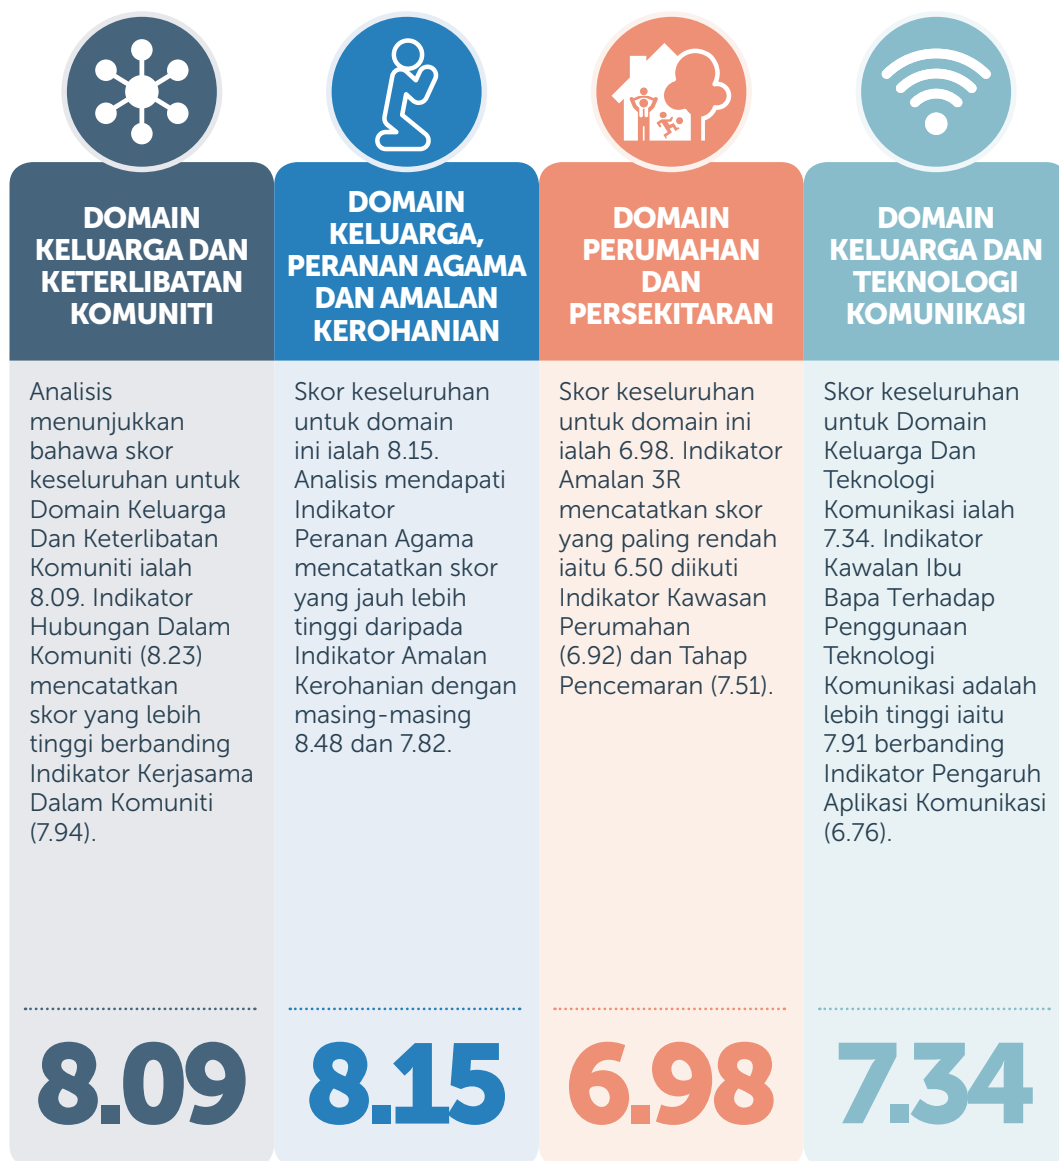 DOMAIN
KELUARGA DAN
KETERLIBATAN
KOMUNITI
Analisis
menunjukkan
bahawa skor
keseluruhan untuk
Domain Keluarga
Dan Keterlibatan
Komuniti ialah
8.09. Indikator
Hubungan Dalam
Komuniti (8.23)
mencatatkan
skor yang lebih
tinggi berbanding
Indikator Kerjasama
Dalam Komuniti
(7.94).
8.09
DOMAIN
KELUARGA,
PERANAN AGAMA
DAN AMALAN
KEROHANIAN
Skor keseluruhan
untuk domain
ini ialah 8.15.
Analisis mendapati
Indikator
Peranan Agama
mencatatkan skor
yang jauh lebih
tinggi daripada
Indikator Amalan
Kerohanian dengan
masing-masing
8.48 dan 7.82.
8.15
DOMAIN
PERUMAHAN
DAN
PERSEKITARAN
Skor keseluruhan
untuk domain ini
ialah 6.98. Indikator
Amalan 3R
mencatatkan skor
yang paling rendah
iaitu 6.50 diikuti
Indikator Kawasan
Perumahan
(6.92) dan Tahap
Pencemaran (7.51).
6.98
DOMAIN
KELUARGA DAN
TEKNOLOGI
KOMUNIKASI
Skor keseluruhan
untuk Domain
Keluarga Dan
Teknologi
Komunikasi ialah
7.34. Indikator
Kawalan Ibu
Bapa Terhadap
Penggunaan
Teknologi
Komunikasi adalah
lebih tinggi iaitu
7.91 berbanding
Indikator Pengaruh
Aplikasi Komunikasi
(6.76).
7.34